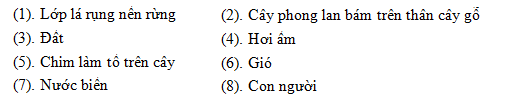 (1). Lớp lá rụng nền rừng (2). Cây phong lan bám trên thân cây gỗ
(3). Đất (4). Hơi ẩm
(5). Chim làm tổ trên cây (6). Gió
(7). Nước biển (8). Con người